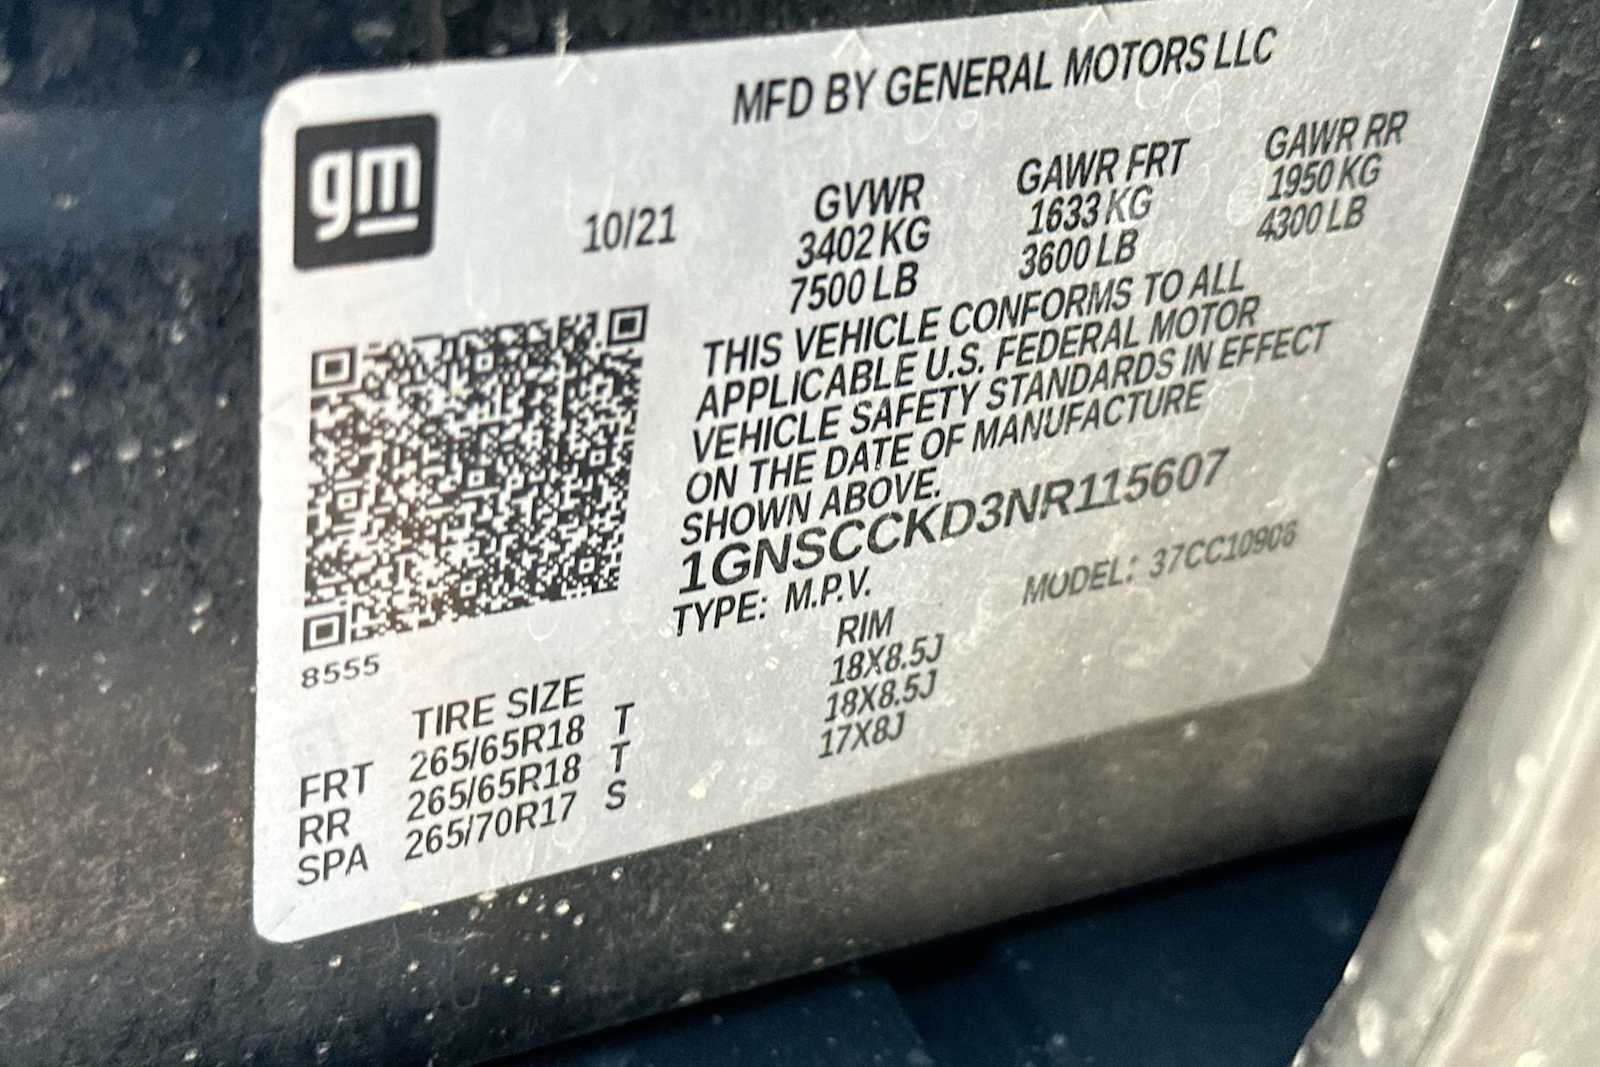 gm
MFD BY GENERAL MOTORS LLC
10/21
GVWR GAWR FRT GAWR RR
3402 KG 1633 KG 1950 KG
7500 LB 3600 LB 4300 LB
THIS VEHICLE CONFORMS TO ALL
APPLICABLE U.S. FEDERAL MOTOR
VEHICLE SAFETY STANDARDS IN EFFECT
ON THE DATE OF MANUFACTURE
SHOWN ABOVE.
1GNSCCKD3NR115607
TYPE: M.P.V. MODEL: 37CC10906
8555
TIRE SIZE RIM
FRT 265/65R18 T 18X8.5J
RR 265/65R18 T 18X8.5J
SPA 265/70R17 S 17X8J